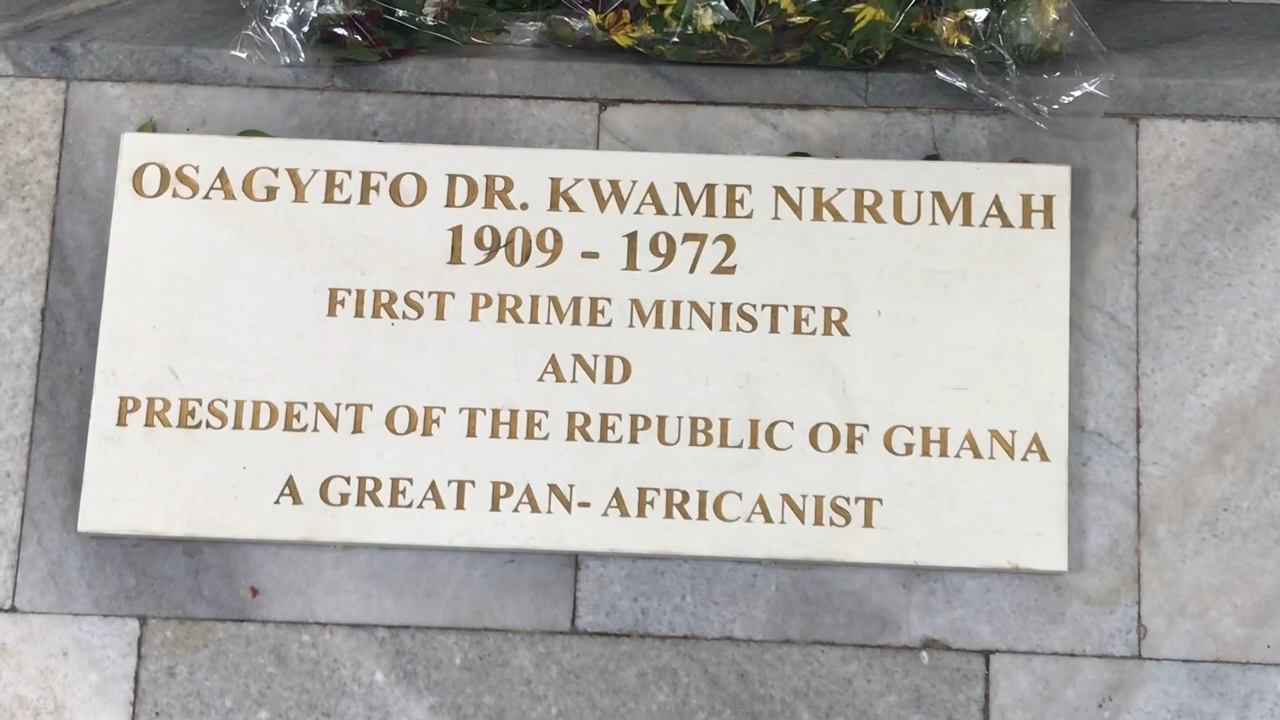 OSAGYEFO DR. KWAME NKRUMAH
1909 - 1972
FIRST PRIME MINISTER
AND
PRESIDENT OF THE REPUBLIC OF GHANA
A GREAT PAN- AFRICANIST